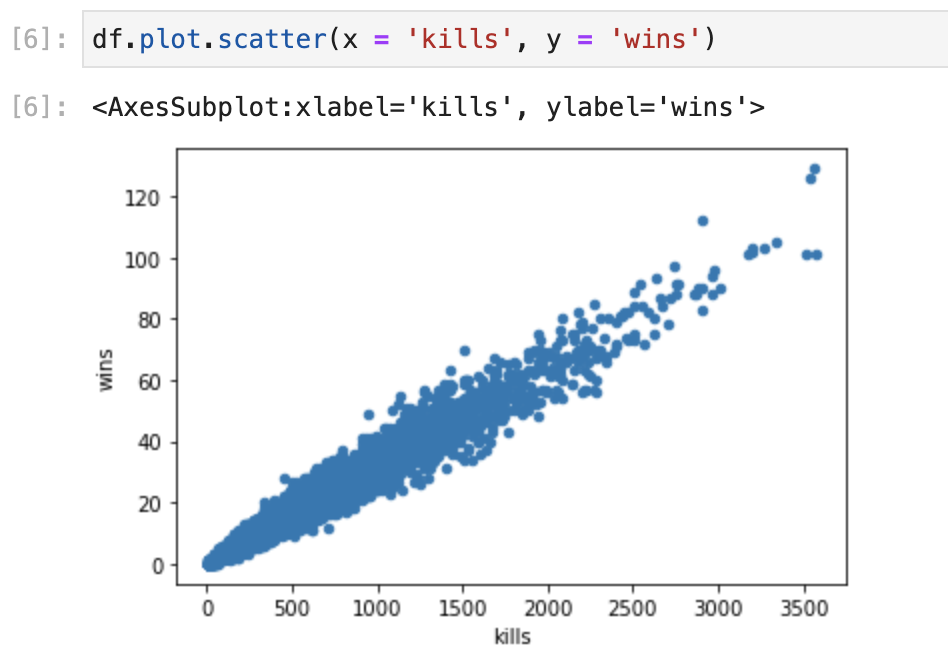 [6]: df.plot.scatter(x = 'kills', y = 'wins')
[6]: <AxesSubplot:xlabel='kills', ylabel='wins'>
120
100
80
60
40
20
0
wins
0 500 1000 1500 2000 2500 3000 3500
kills